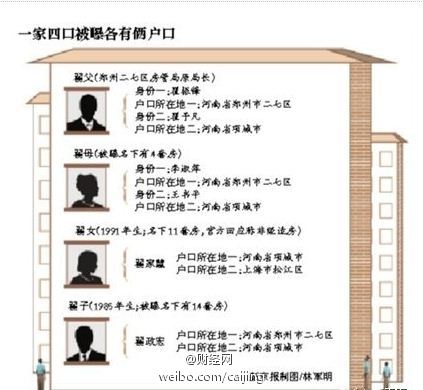 一家四口被曝各有俩户口
翟父(郑州二七区房管局原局长)
身份一:翟振锋
户口所在地一:河南省郑州市二七区
身份二:翟予凡
户口所在地二:河南省项城市
翟母(被曝名下有4套房)
身份一:李淑萍
户口所在地一:河南省郑州市二七区
身份二:王书平
户口所在地二:河南省项城市
翟女(1991年生;名下11套房,官方回应称非经适房)
翟家慧
户口所在地一:河南省项城市
户口所在地二:上海市松江区
翟子(1985年生;被曝名下有14套房)
翟政宏
户口所在地一:河南省郑州市二七区
户口所在地二:河南省项城市
@财经网
京报制图/林军明
weibo.com/caijing